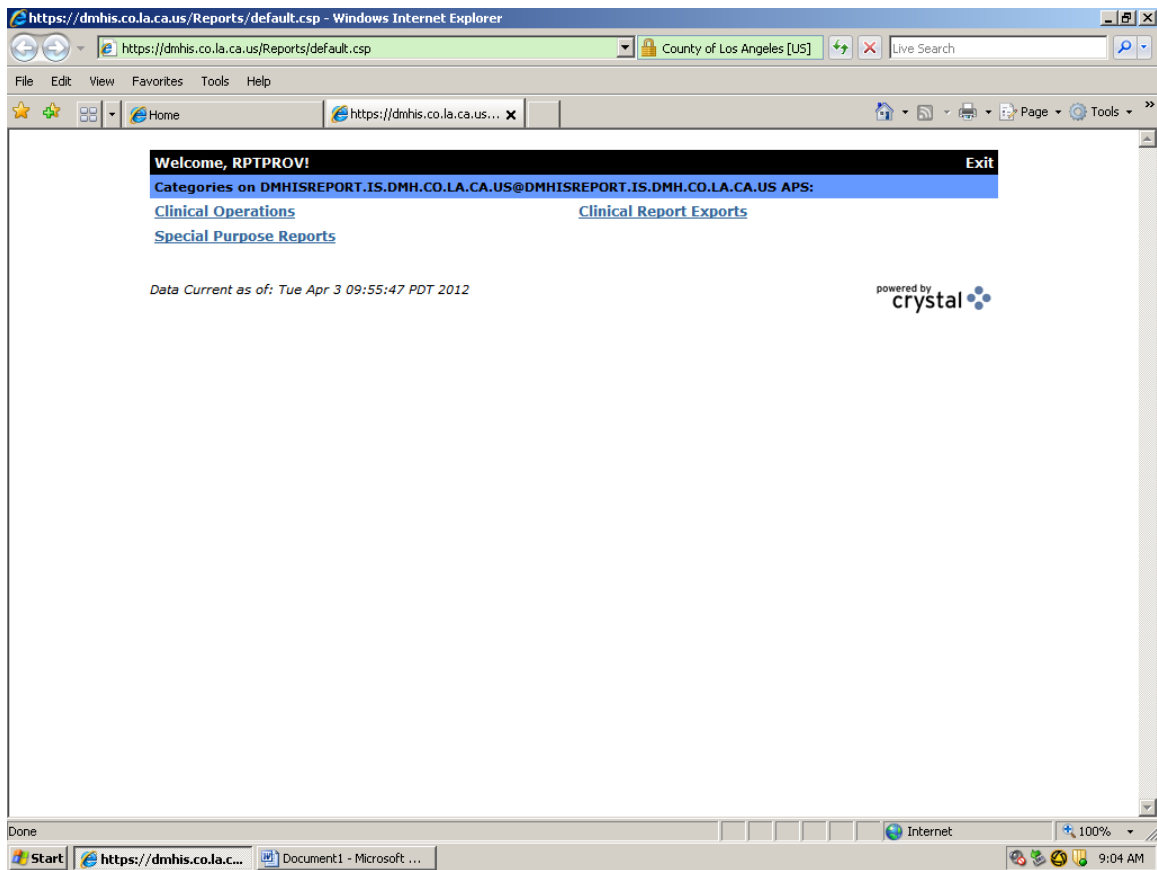 https://dmhis.co.la.ca.us/Reports/default.csp - Windows Internet Explorer
https://dmhis.co.la.ca.us/Reports/default.csp County of Los Angeles [US] Live Search
File Edit View Favorites Tools Help
Home https://dmhis.co.la.ca.us... Page Tools
Welcome, RPTPROV! Exit
Categories on DMHISREPORT.IS.DMH.CO.LA.CA.US@DMHISREPORT.IS.DMH.CO.LA.CA.US APS:
Clinical Operations Clinical Report Exports
Special Purpose Reports
Data Current as of: Tue Apr 3 09:55:47 PDT 2012
powered by
crystal
Done Internet 100%
Start https://dmhis.co.la.c... Document1 - Microsoft ... 9:04 AM